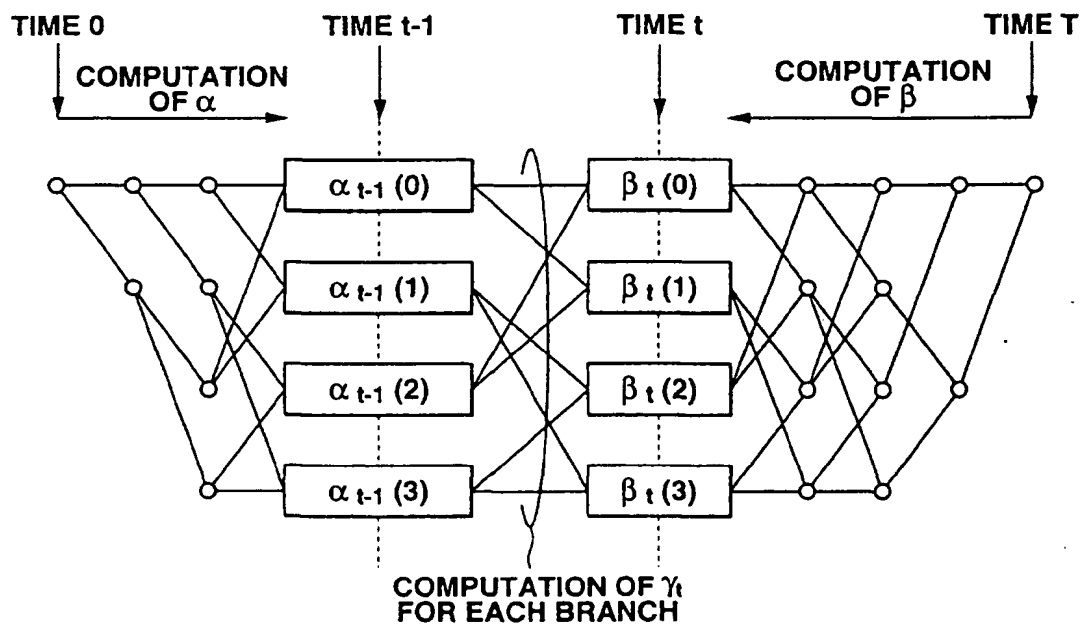 TIME 0
TIME t-1
TIME t
TIME T
COMPUTATION
OF α
COMPUTATION
OF β
α t-1 (0)
β t (0)
α t-1 (1)
β t (1)
α t-1 (2)
β t (2)
α t-1 (3)
β t (3)
COMPUTATION OF γt
FOR EACH BRANCH